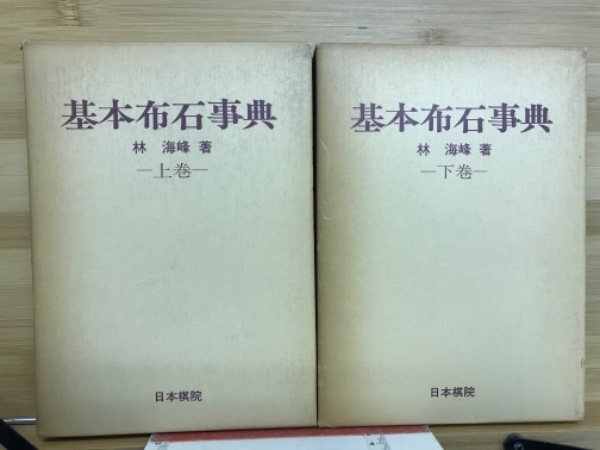 基本布石事典
林 海峰 著
—上巻—
日本棋院
基本布石事典
林 海峰 著
—下巻—
日本棋院